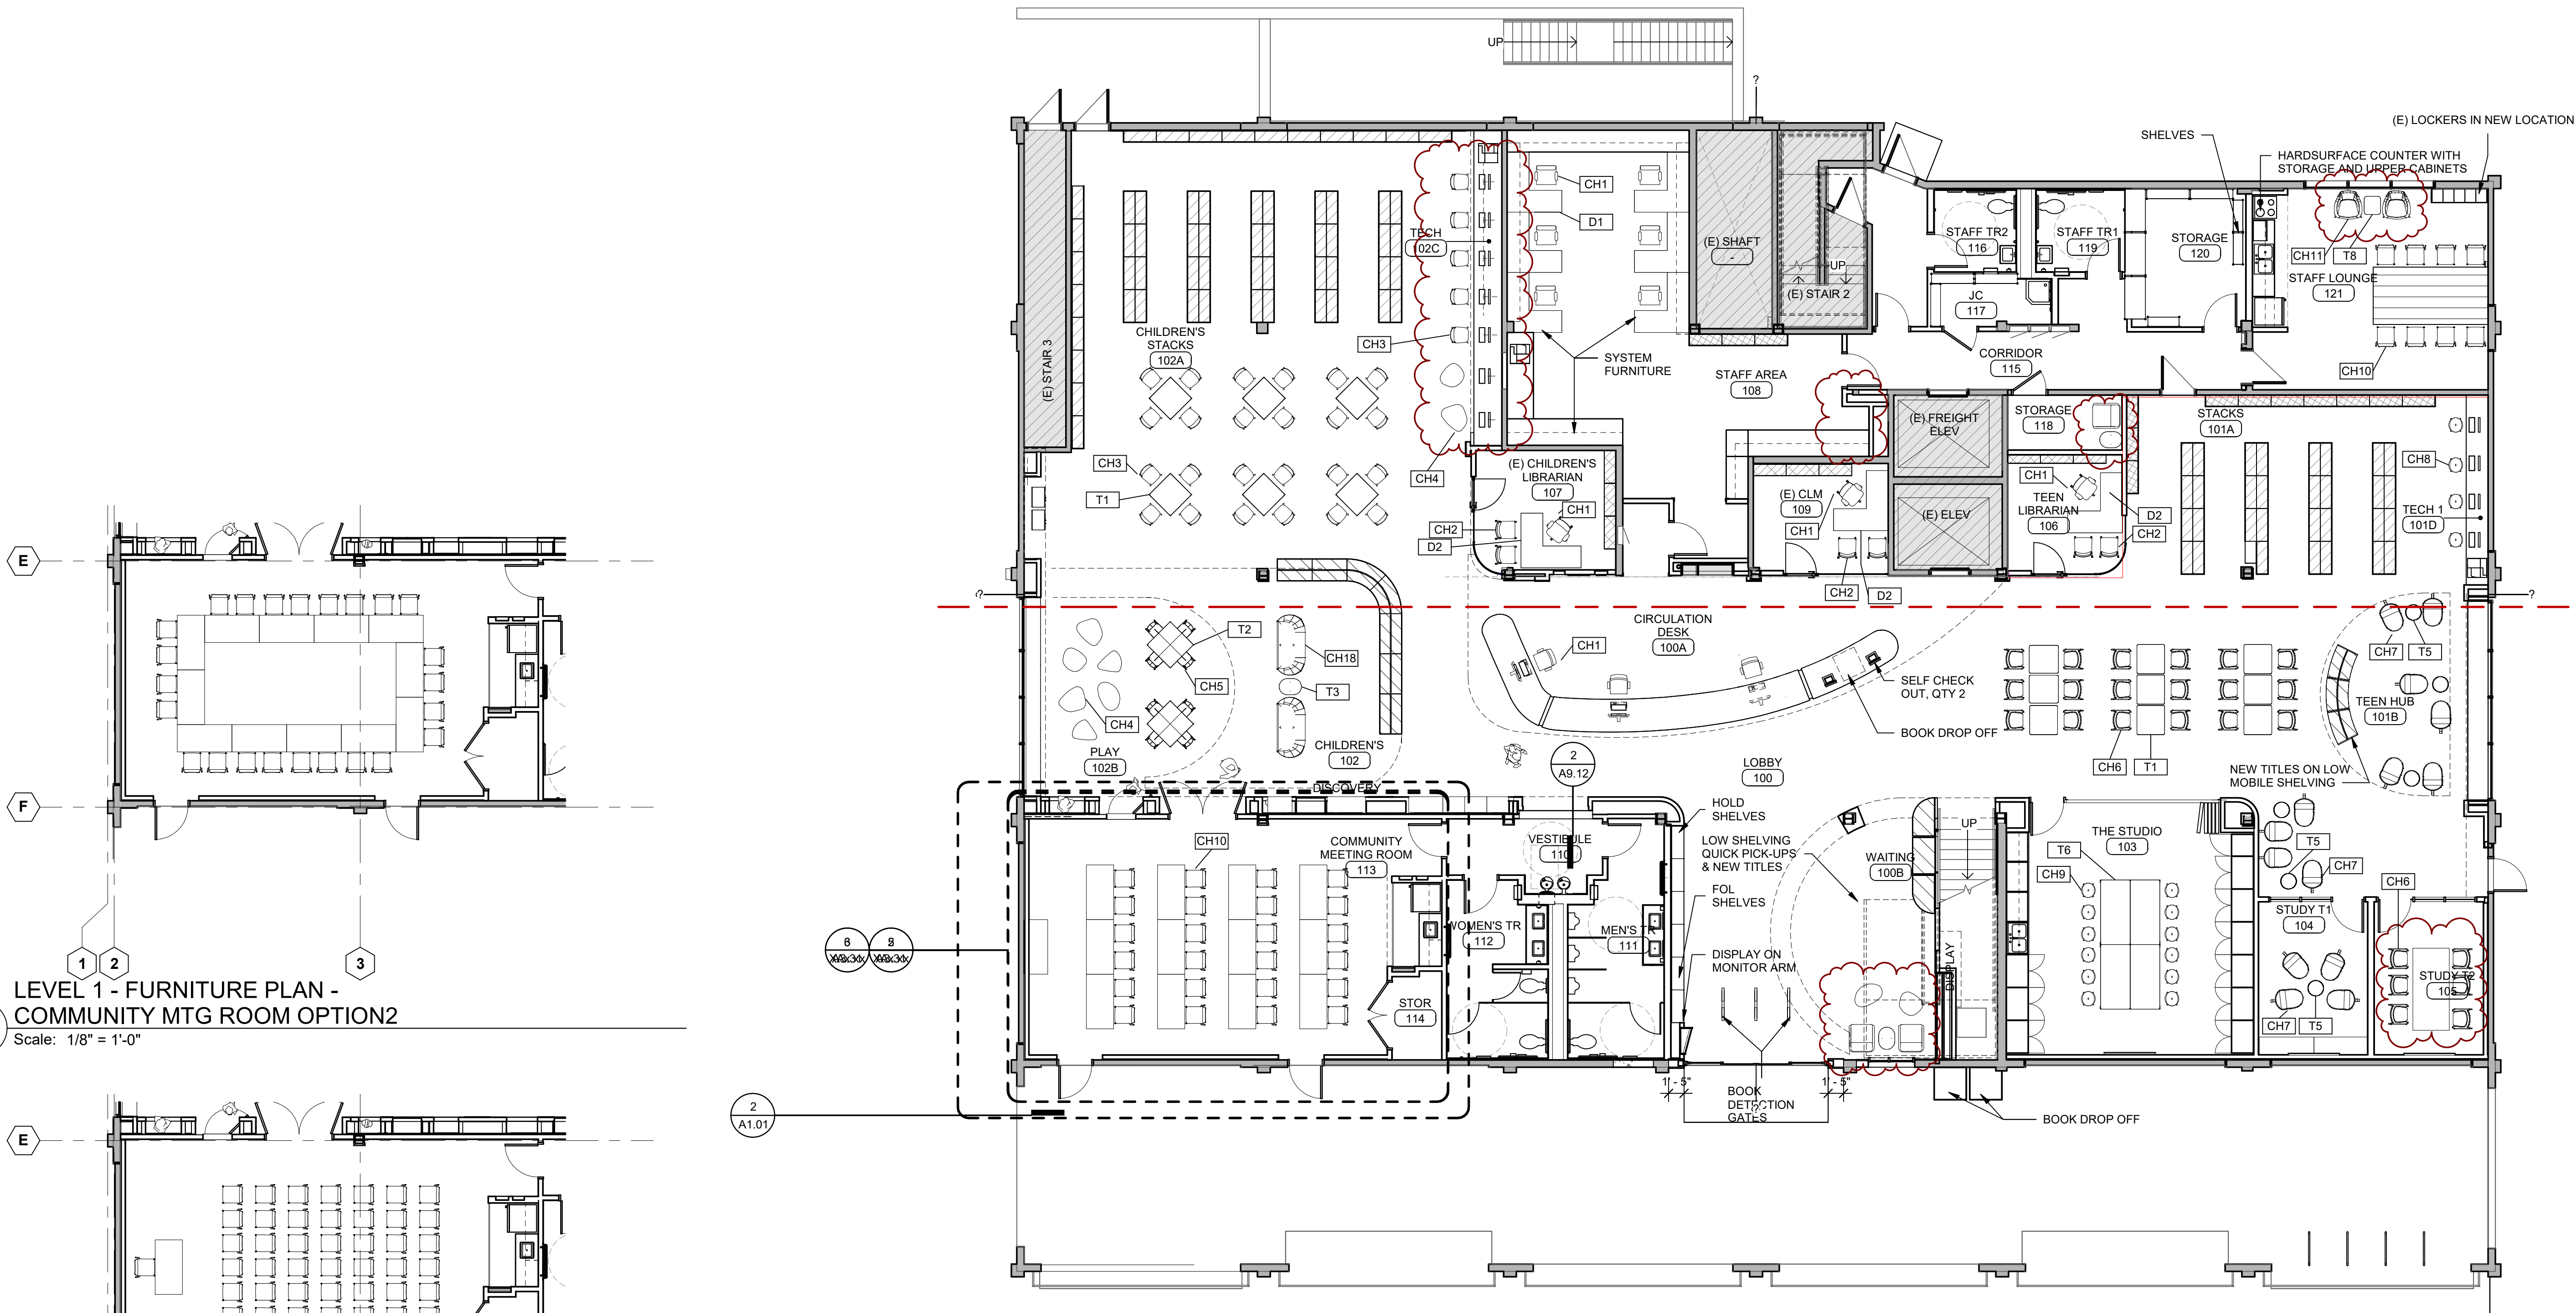 UP
?
(E) LOCKERS IN NEW LOCATION
SHELVES
HARDSURFACE COUNTER WITH
STORAGE AND UPPER CABINETS
CH1
D1
TECH
102C
(E) SHAFT
-
UP
(E) STAIR 2
STAFF TR2
116
STAFF TR1
119
STORAGE
120
CH11
T8
STAFF LOUNGE
121
JC
117
CHILDREN'S
STACKS
102A
CH3
(E) STAIR 3
SYSTEM
FURNITURE
STAFF AREA
108
CORRIDOR
115
CH10
(E) FREIGHT
ELEV
STORAGE
118
STACKS
101A
CH3
T1
CH4
(E) CHILDREN'S
LIBRARIAN
107
CH1
CH2
D2
(E) CLM
109
CH1
CH2
D2
(E) ELEV
CH1
TEEN
LIBRARIAN
106
D2
CH2
CH8
TECH 1
101D
?
?
T2
CH18
CH5
T3
CH4
PLAY
102B
CHILDREN'S
102
DISCOVERY
CIRCULATION
DESK
100A
CH1
SELF CHECK
OUT, QTY 2
BOOK DROP OFF
LOBBY
100
2
A9.12
CH7
T5
TEEN HUB
101B
CH6
T1
NEW TITLES ON LOW
MOBILE SHELVING
CH10
COMMUNITY
MEETING ROOM
113
VESTIBULE
110
HOLD
SHELVES
LOW SHELVING
QUICK PICK-UPS
& NEW TITLES
FOL
SHELVES
DISPLAY ON
MONITOR ARM
WAITING
100B
UP
DISPLAY
THE STUDIO
103
T6
CH9
T5
CH7
CH6
STUDY T1
104
CH7
T5
STUDY T2
105
WOMEN'S TR
112
MEN'S TR
111
STOR
114
1' - 5"
1' - 5"
BOOK
DETECTION
GATES
?
BOOK DROP OFF
2
A1.01
E
F
1
2
3
LEVEL 1 - FURNITURE PLAN -
COMMUNITY MTG ROOM OPTION2
Scale: 1/8" = 1'-0"
E